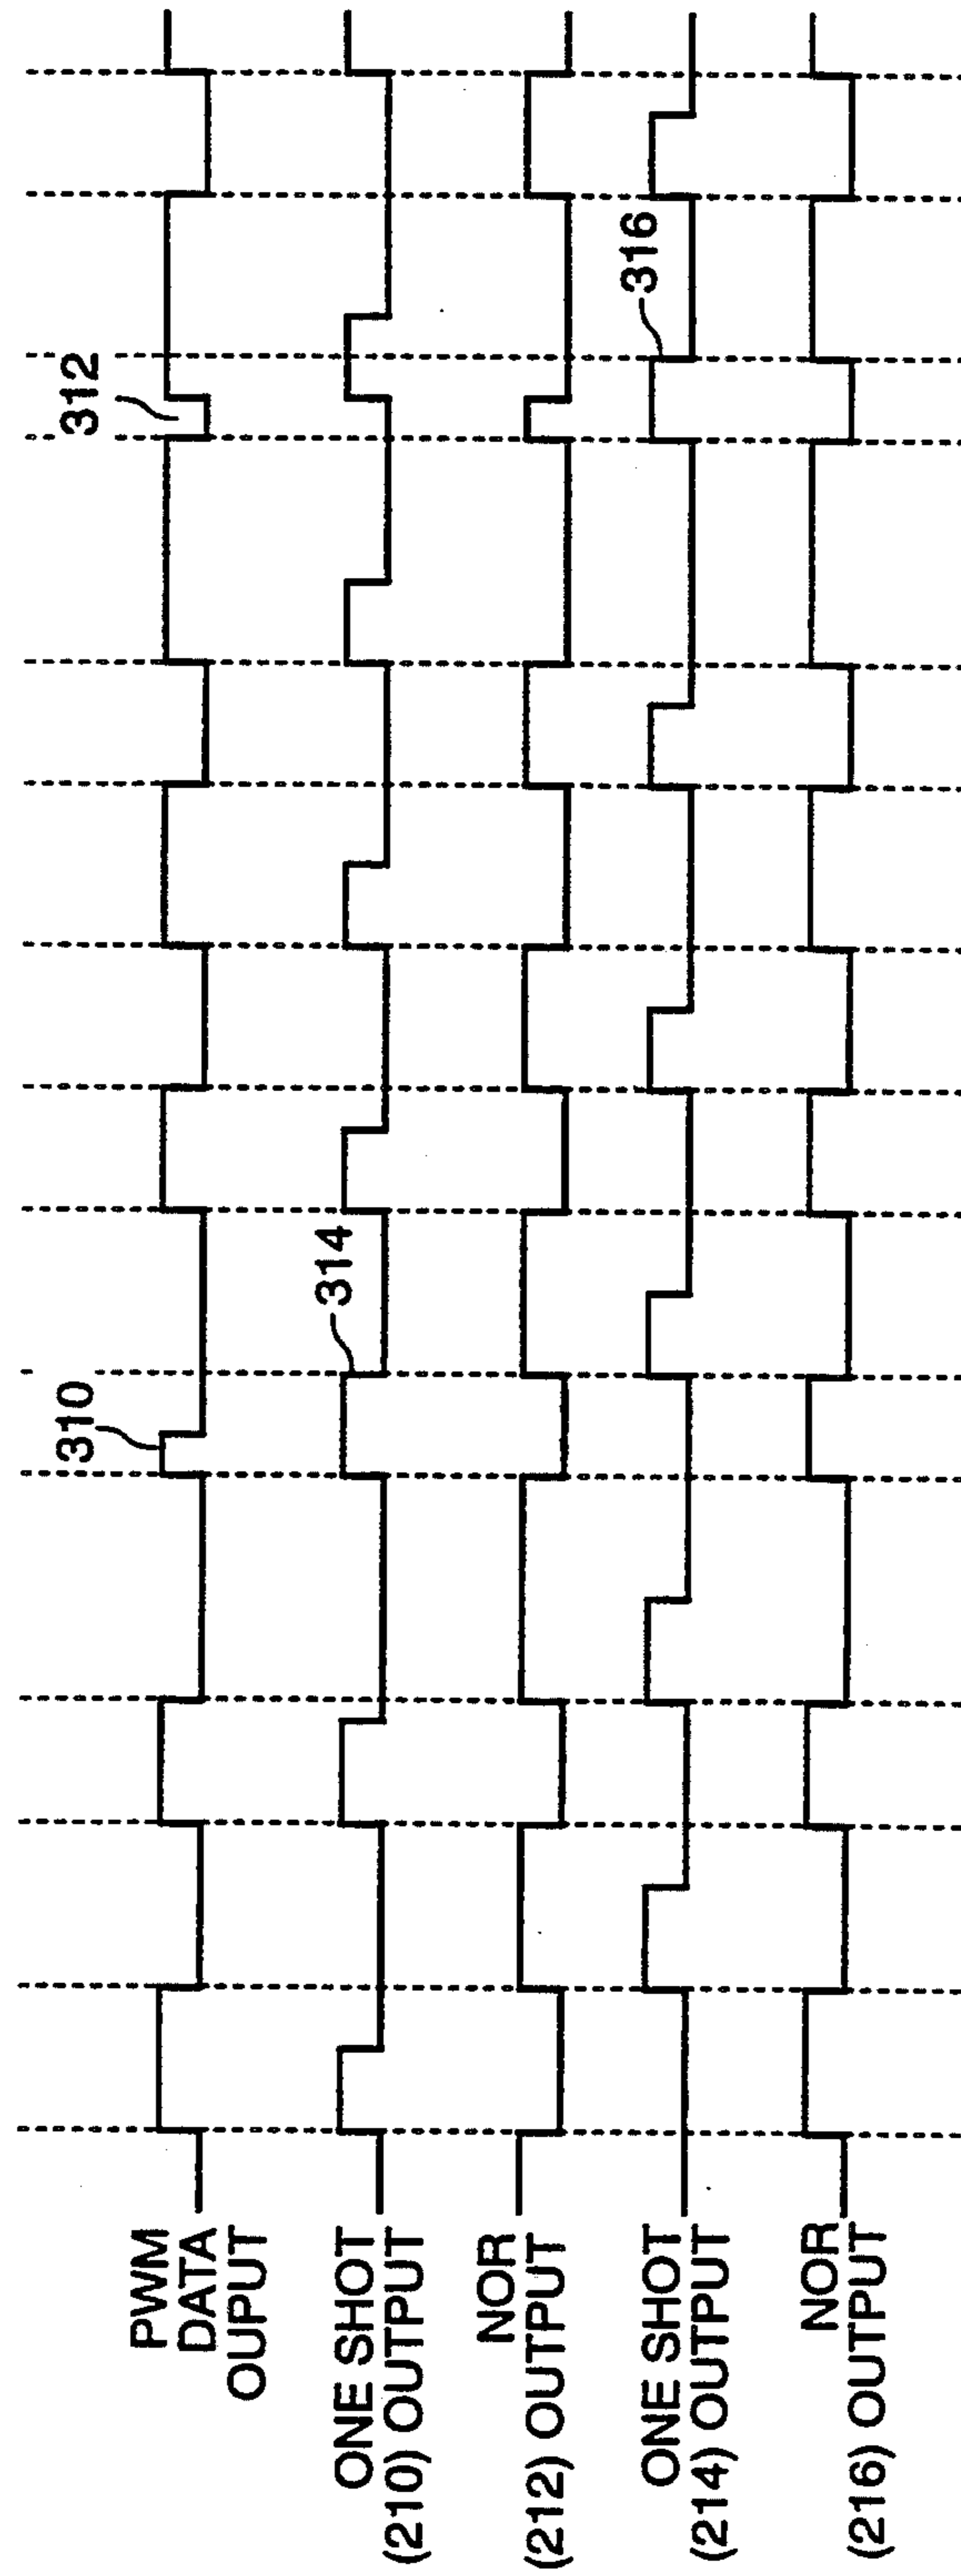 PWM
DATA
OUPUT
ONE SHOT
(210) OUTPUT
NOR
(212) OUTPUT
ONE SHOT
(214) OUTPUT
NOR
(216) OUTPUT
310
312
314
316